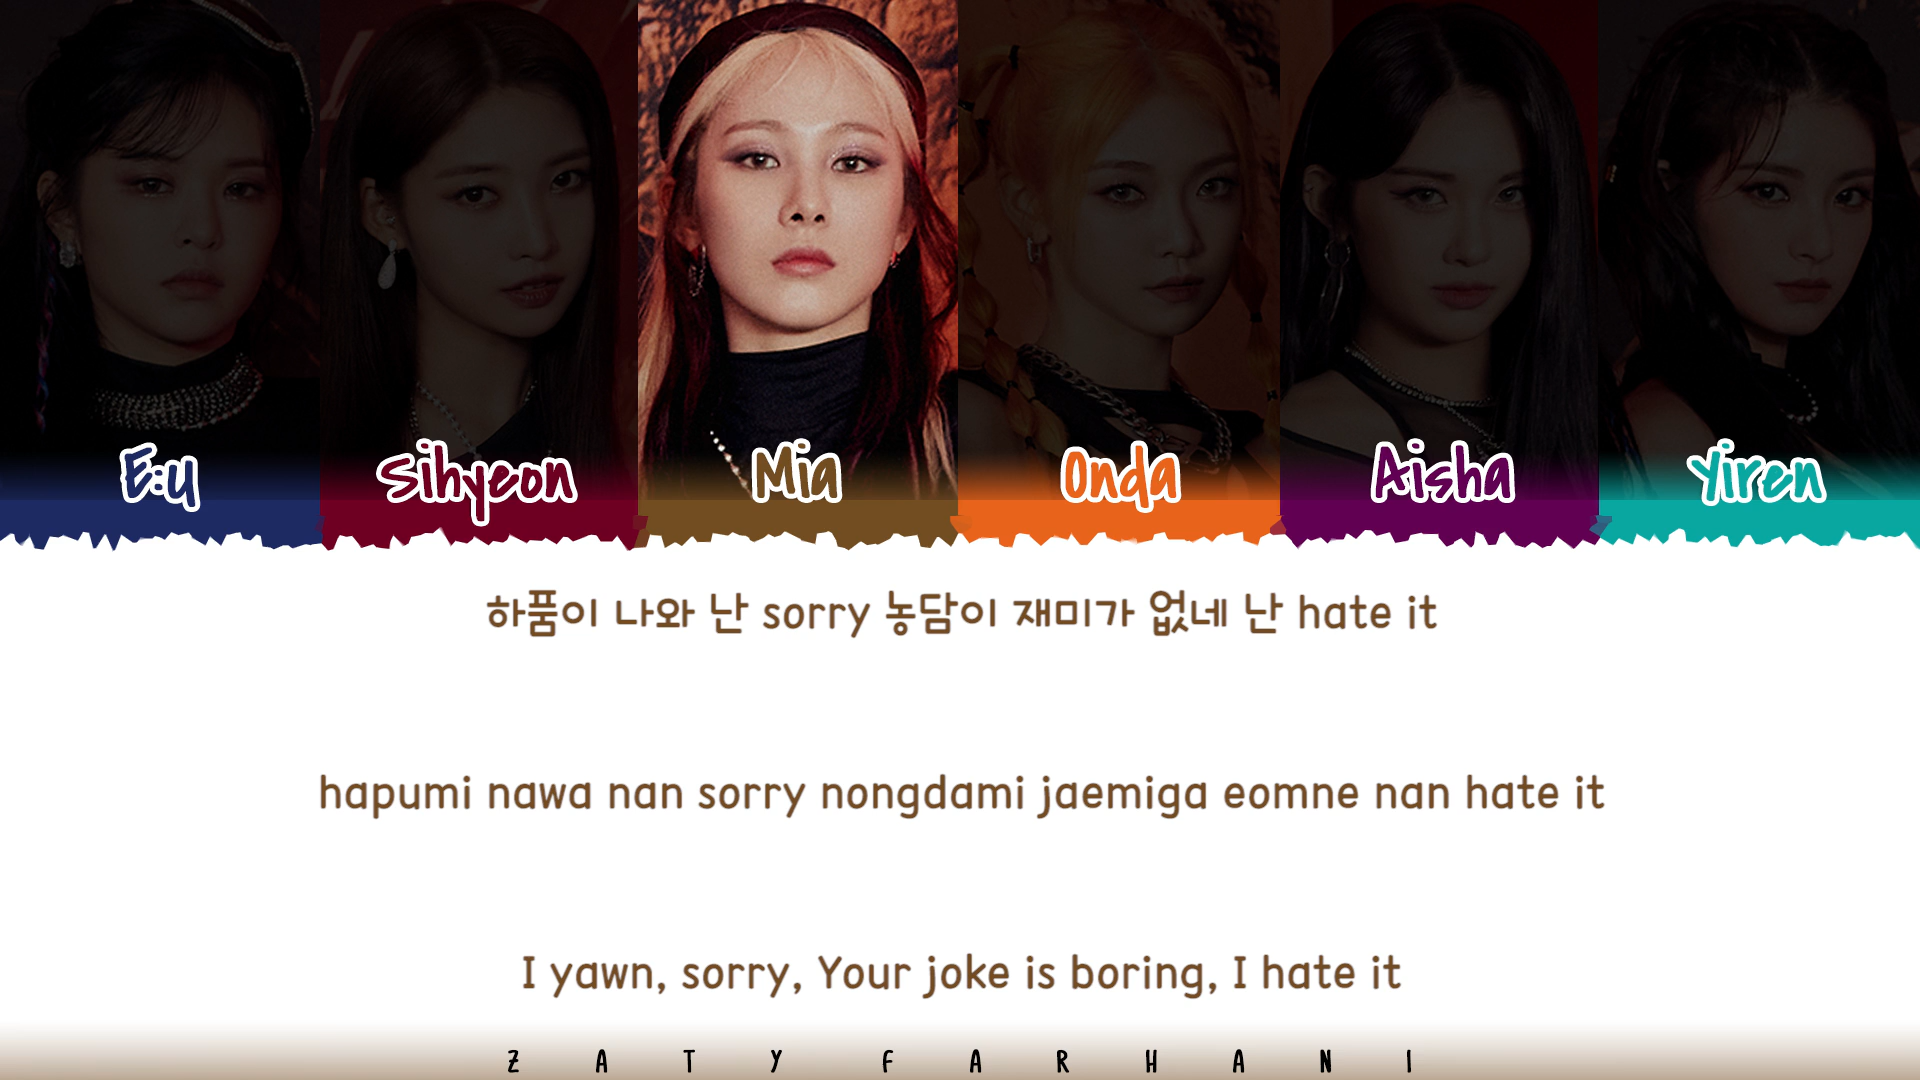 E:U Sihyeon Mia Onda Aisha Yiren
하품이 나와 난 sorry 농담이 재미가 없네 난 hate it
hapumi nawa nan sorry nongdami jaemiga eomne nan hate it
I yawn, sorry, Your joke is boring, I hate it
ZATY FARHANI